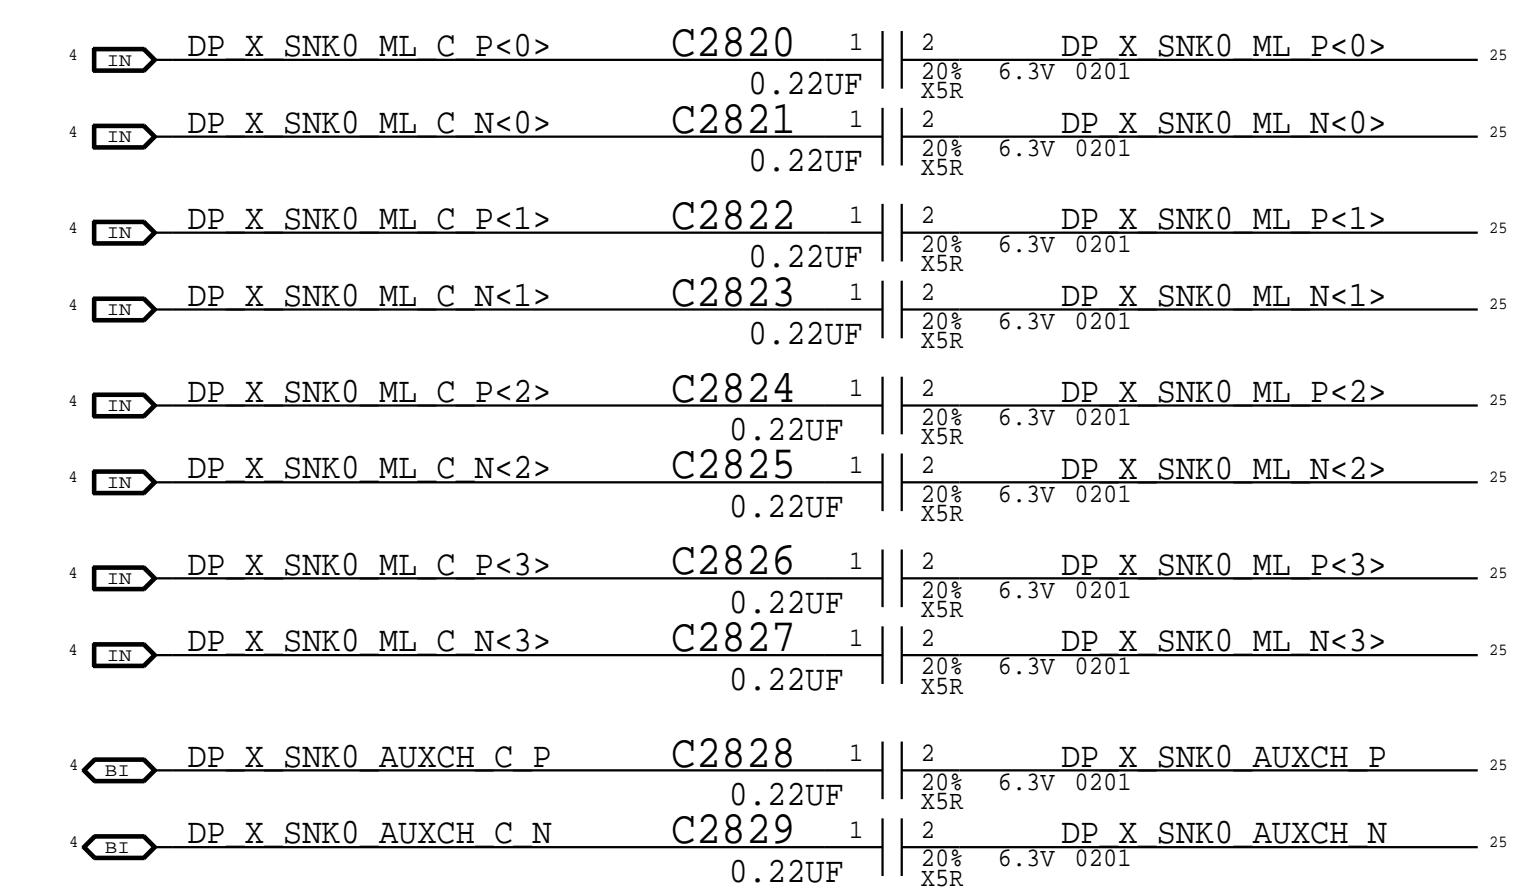 4 IN DP_X_SNK0_ML_C_P<0> C2820 1 2 DP_X_SNK0_ML_P<0> 25
0.22UF 20% 6.3V 0201
X5R
4 IN DP_X_SNK0_ML_C_N<0> C2821 1 2 DP_X_SNK0_ML_N<0> 25
0.22UF 20% 6.3V 0201
X5R
4 IN DP_X_SNK0_ML_C_P<1> C2822 1 2 DP_X_SNK0_ML_P<1> 25
0.22UF 20% 6.3V 0201
X5R
4 IN DP_X_SNK0_ML_C_N<1> C2823 1 2 DP_X_SNK0_ML_N<1> 25
0.22UF 20% 6.3V 0201
X5R
4 IN DP_X_SNK0_ML_C_P<2> C2824 1 2 DP_X_SNK0_ML_P<2> 25
0.22UF 20% 6.3V 0201
X5R
4 IN DP_X_SNK0_ML_C_N<2> C2825 1 2 DP_X_SNK0_ML_N<2> 25
0.22UF 20% 6.3V 0201
X5R
4 IN DP_X_SNK0_ML_C_P<3> C2826 1 2 DP_X_SNK0_ML_P<3> 25
0.22UF 20% 6.3V 0201
X5R
4 IN DP_X_SNK0_ML_C_N<3> C2827 1 2 DP_X_SNK0_ML_N<3> 25
0.22UF 20% 6.3V 0201
X5R
4 BI DP_X_SNK0_AUXCH_C_P C2828 1 2 DP_X_SNK0_AUXCH_P 25
0.22UF 20% 6.3V 0201
X5R
4 BI DP_X_SNK0_AUXCH_C_N C2829 1 2 DP_X_SNK0_AUXCH_N 25
0.22UF 20% 6.3V 0201
X5R